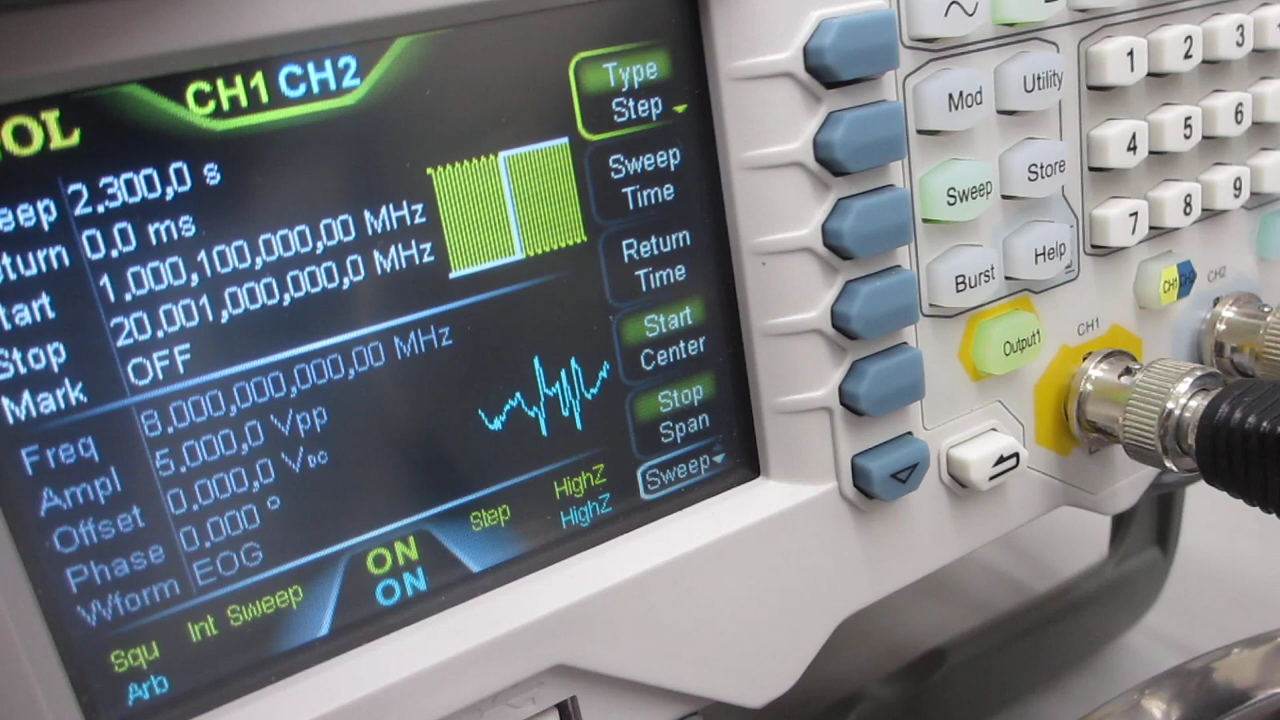 OL
CH1 CH2
eep 2.300,0 s
turn 0.0 ms
tart 1.000,100,000,00 MHz
Stop 20.001,000,000,0 MHz
Mark OFF
Freq 8.000,000,000,00 MHz
Ampl 5.000,0 Vpp
Offset 0.000,0 VDC
Phase 0.000 °
Wform EOG
Squ Int Sweep ON Step HighZ
Arb ON HighZ
Type
Step
Sweep
Time
Return
Time
Start
Center
Stop
Span
Sweep
Mod
Utility
Sweep
Store
Burst
Help
Output1
1 2 3
4 5 6
7 8 9
CH1 CH2
CH2
CH1